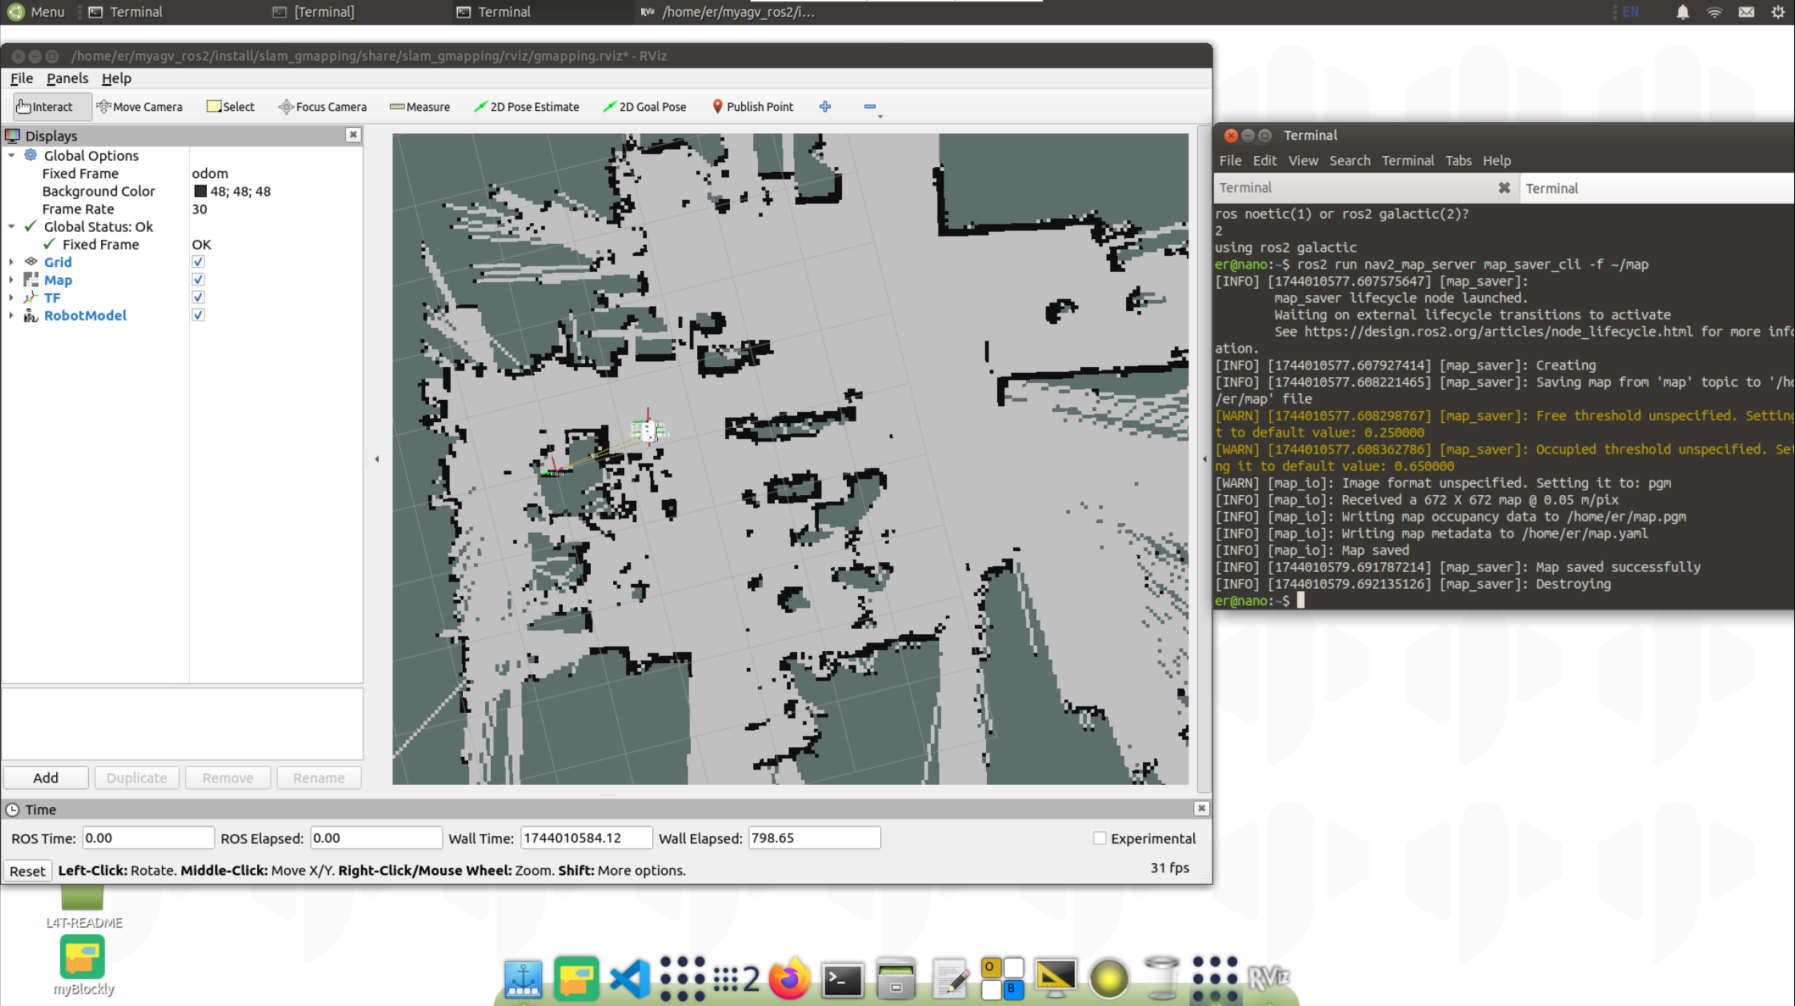 Menu
Terminal
[Terminal]
Terminal
RViz /home/er/myagv_ros2/i...
EN
/home/er/myagv_ros2/install/slam_gmapping/share/slam_gmapping/rviz/gmapping.rviz* - RViz
File Panels Help
Interact Move Camera Select Focus Camera Measure 2D Pose Estimate 2D Goal Pose Publish Point
Displays
Global Options
Fixed Frame odom
Background Color 48; 48; 48
Frame Rate 30
Global Status: Ok
Fixed Frame OK
Grid
Map
TF
RobotModel
Add Duplicate Remove Rename
Time
ROS Time: 0.00 ROS Elapsed: 0.00 Wall Time: 1744010584.12 Wall Elapsed: 798.65 Experimental
Reset Left-Click: Rotate. Middle-Click: Move X/Y. Right-Click/Mouse Wheel: Zoom. Shift: More options. 31 fps
Terminal
File Edit View Search Terminal Tabs Help
Terminal Terminal
ros noetic(1) or ros2 galactic(2)?
2
using ros2 galactic
er@nano:~$ ros2 run nav2_map_server map_saver_cli -f ~/map
[INFO] [1744010577.607575647] [map_saver]:
map_saver lifecycle node launched.
Waiting on external lifecycle transitions to activate
See https://design.ros2.org/articles/node_lifecycle.html for more info
ation.
[INFO] [1744010577.607927414] [map_saver]: Creating
[INFO] [1744010577.608221465] [map_saver]: Saving map from 'map' topic to '/ho
/er/map' file
[WARN] [1744010577.608298767] [map_saver]: Free threshold unspecified. Setting
t to default value: 0.250000
[WARN] [1744010577.608362786] [map_saver]: Occupied threshold unspecified. Set
ng it to default value: 0.650000
[WARN] [map_io]: Image format unspecified. Setting it to: pgm
[INFO] [map_io]: Received a 672 X 672 map @ 0.05 m/pix
[INFO] [map_io]: Writing map occupancy data to /home/er/map.pgm
[INFO] [map_io]: Writing map metadata to /home/er/map.yaml
[INFO] [map_io]: Map saved
[INFO] [1744010579.691787214] [map_saver]: Map saved successfully
[INFO] [1744010579.692135126] [map_saver]: Destroying
er@nano:~$
L4T-README
myBlockly
2
O
B
RViz